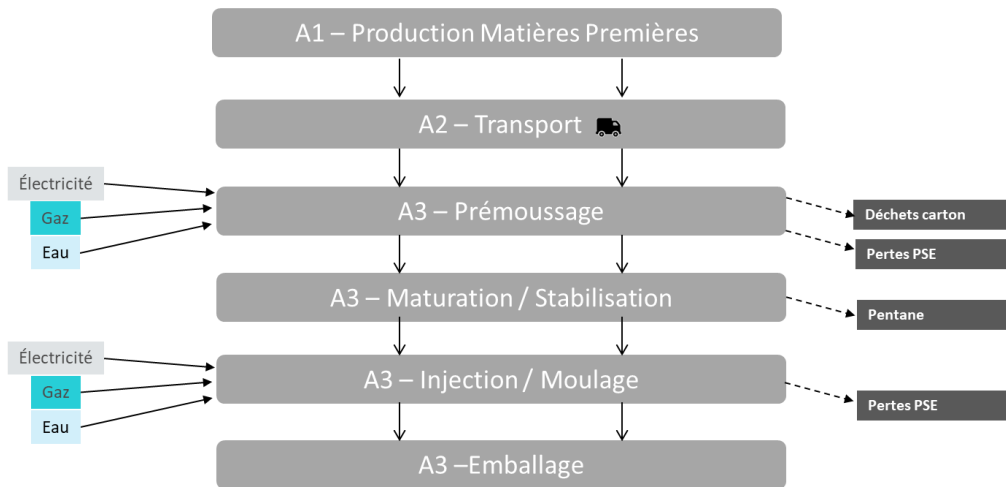 A1 – Production Matières Premières
A2 – Transport
Électricité
Gaz
Eau
A3 – Prémoussage
Déchets carton
Pertes PSE
A3 – Maturation / Stabilisation
Pentane
Électricité
Gaz
Eau
A3 – Injection / Moulage
Pertes PSE
A3 –Emballage